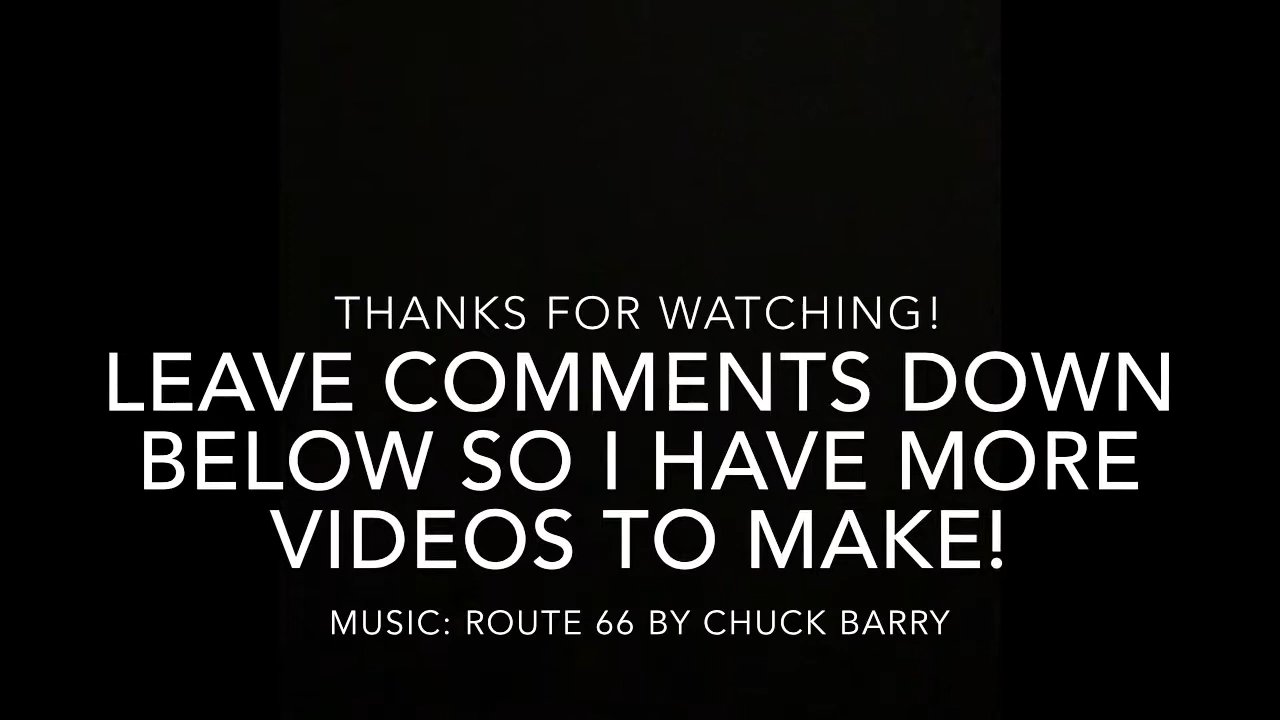 THANKS FOR WATCHING!
LEAVE COMMENTS DOWN
BELOW SO I HAVE MORE
VIDEOS TO MAKE!
MUSIC: ROUTE 66 BY CHUCK BARRY